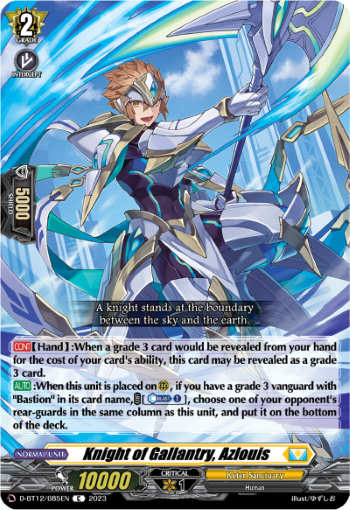 2
GRADE
INTERCEPT
5000
SHIELD
A knight stands at the boundary
between the sky and the earth.
CONT【Hand】:When a grade 3 card would be revealed from your hand
for the cost of your card's ability, this card may be revealed as a grade
3 card.
AUTO :When this unit is placed on R, if you have a grade 3 vanguard with
"Bastion" in its card name, [C-BLAST 1], choose one of your opponent's
rear-guards in the same column as this unit, and put it on the bottom
of the deck.
NORMAL UNIT
Knight of Gallantry, Azlouis
POWER 10000 CRITICAL 1 Keter Sanctuary
Human
D-BT12/085EN C 2023 illust/ゆずしお